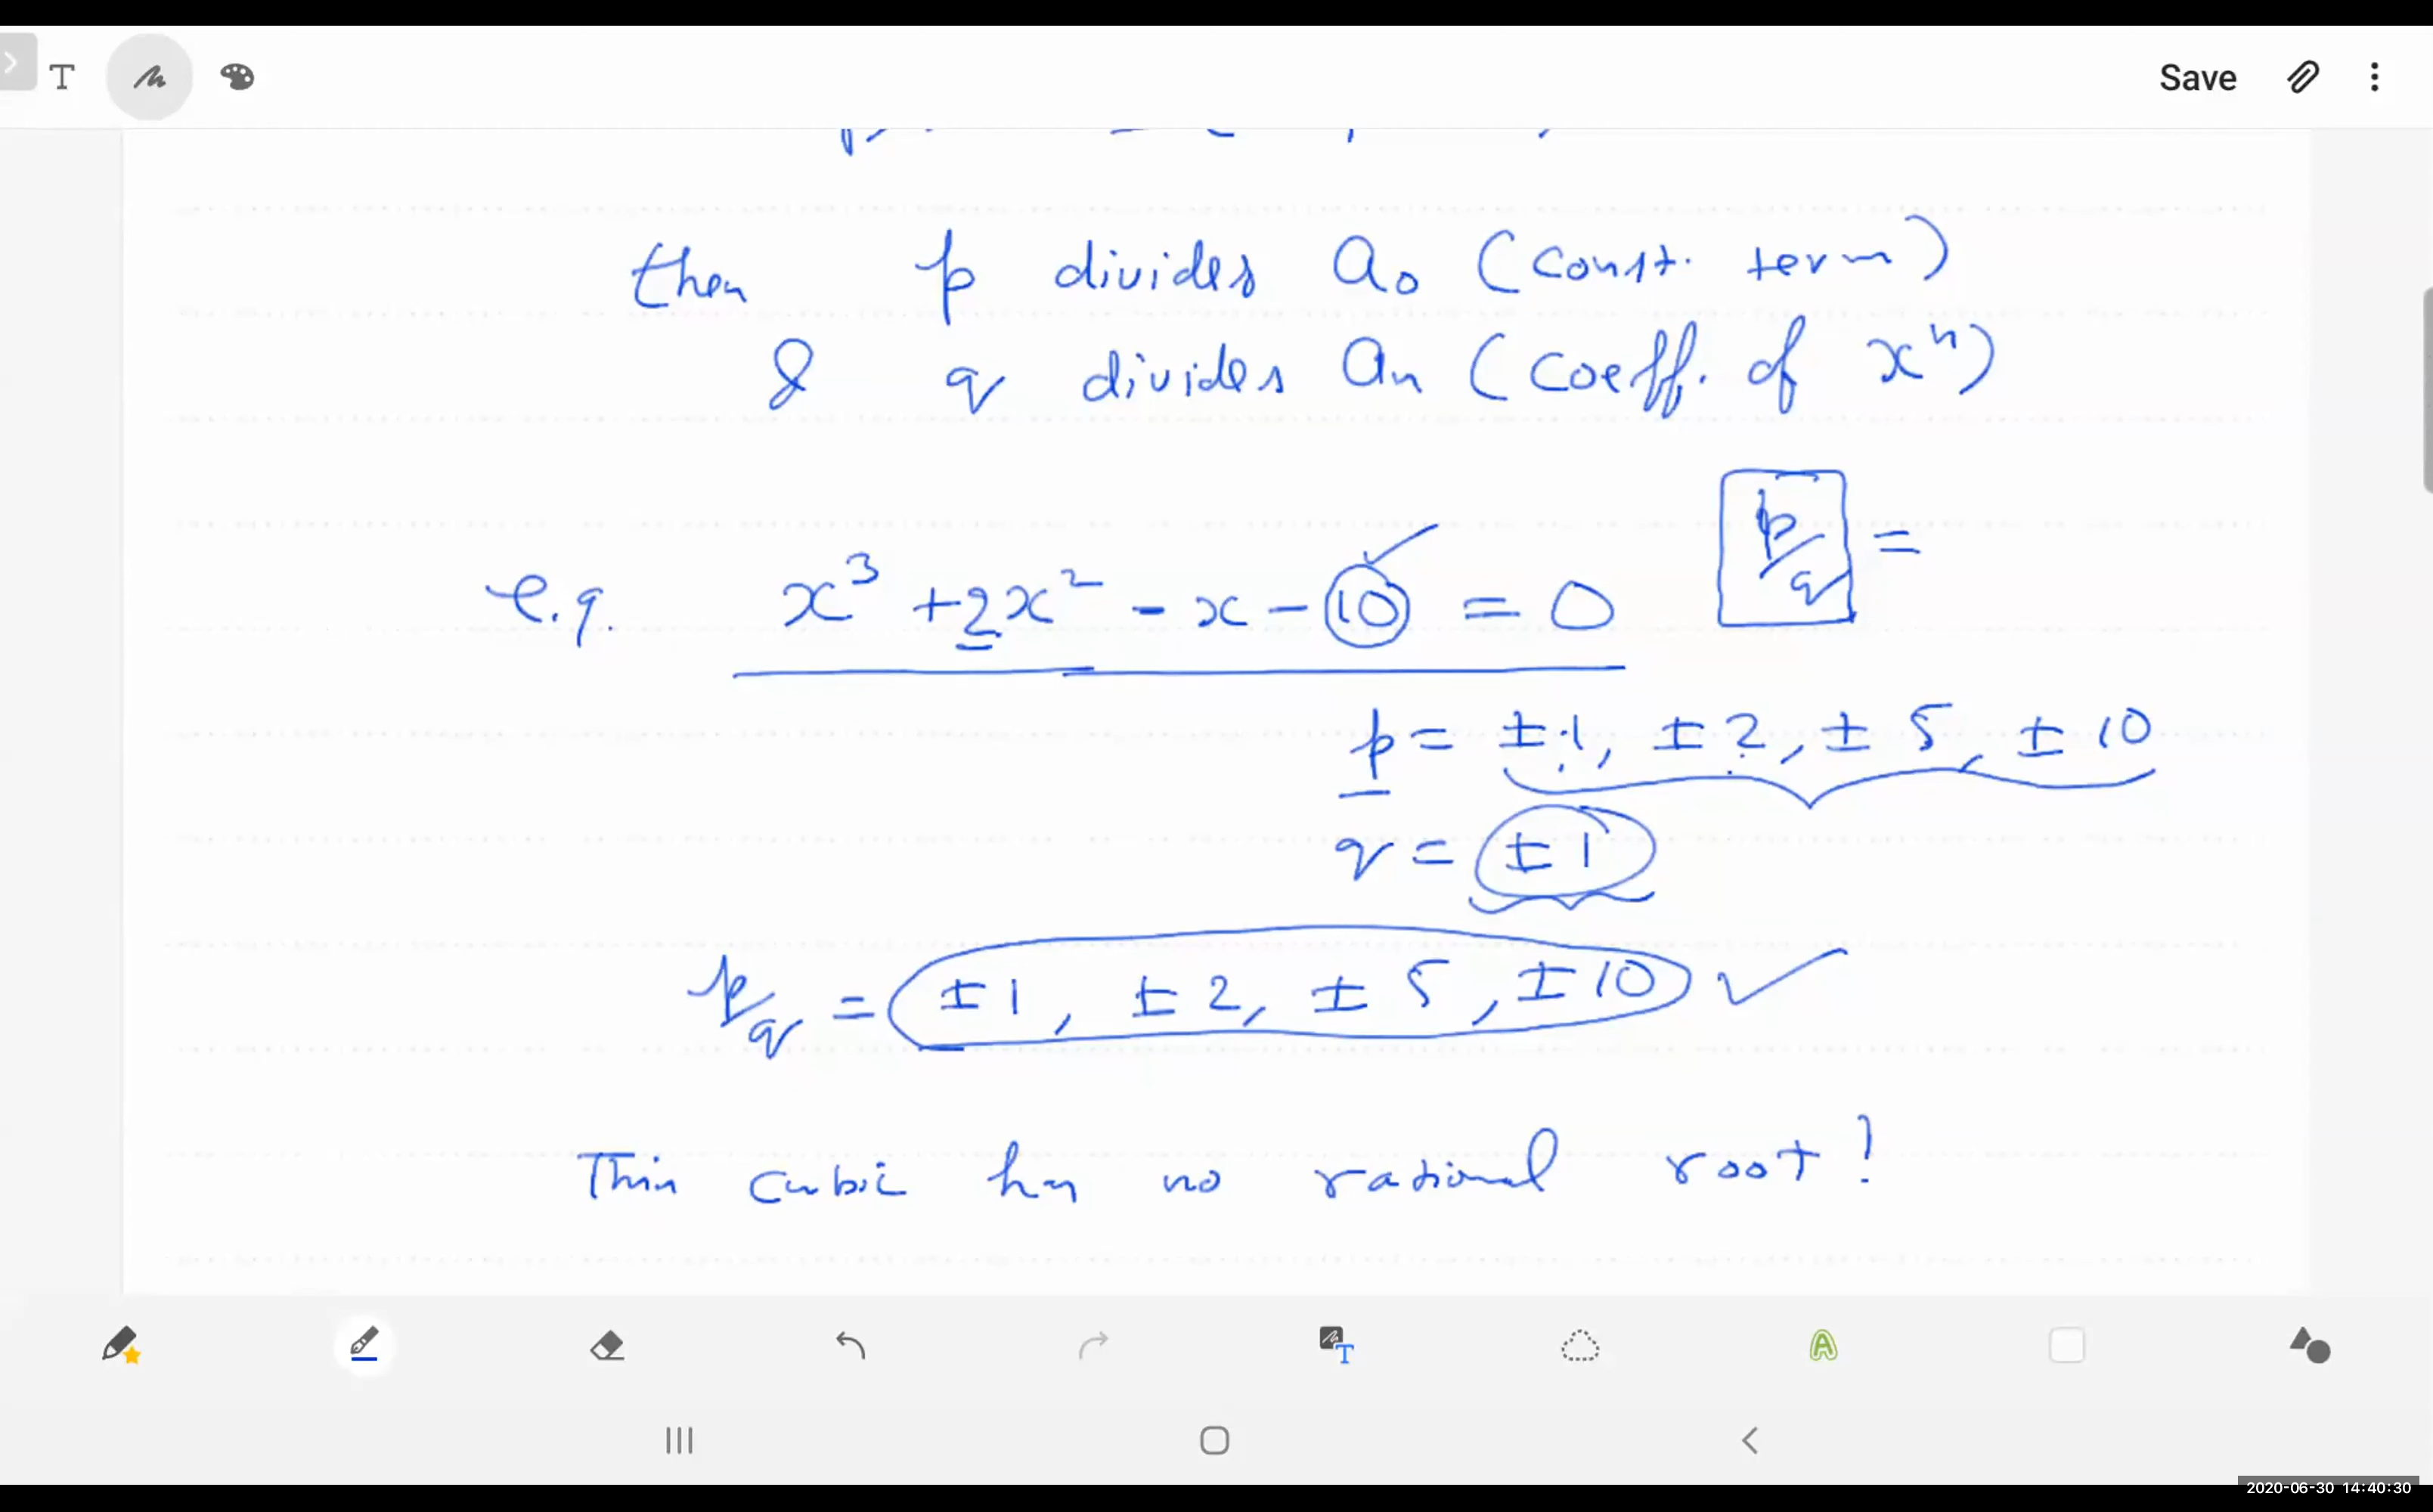 T Save
then p divides a₀ (const. term)
& q divides aₙ (coeff. of xⁿ)
p/q =
e.g. x³ + 2x² - x - 10 = 0
p = ±1, ±2, ±5, ±10
q = ±1
p/q = ±1, ±2, ±5, ±10 ✓
This cubic has no rational root!
T
A
2020-06-30 14:40:30